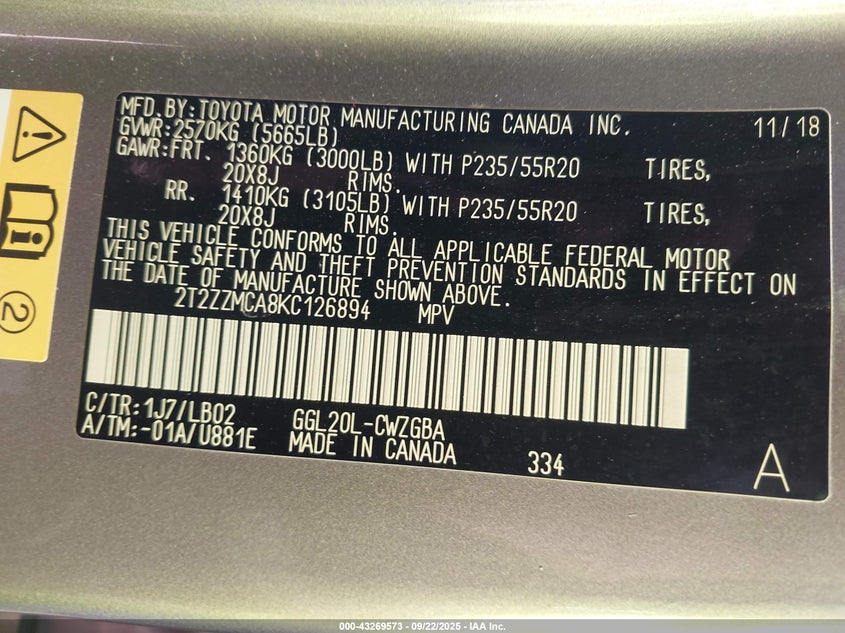 MFD. BY:TOYOTA MOTOR MANUFACTURING CANADA INC. 11/18
GVWR:2570KG (5665LB)
GAWR:FRT. 1360KG (3000LB) WITH P235/55R20 TIRES,
20X8J RIMS.
RR. 1410KG (3105LB) WITH P235/55R20 TIRES,
20X8J RIMS.
THIS VEHICLE CONFORMS TO ALL APPLICABLE FEDERAL MOTOR
VEHICLE SAFETY AND THEFT PREVENTION STANDARDS IN EFFECT ON
THE DATE OF MANUFACTURE SHOWN ABOVE.
2T2ZZMCA8KC126894 MPV
C/TR:1J7/LB02 GGL20L-CWZGBA
A/TM:-01A/U881E MADE IN CANADA 334 A
2
000-43269573 - 09/22/2025 - IAA Inc.